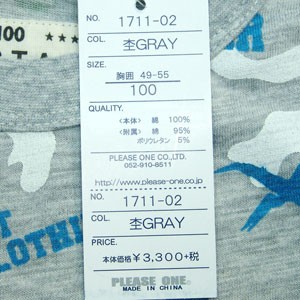 100
★★★
NO. 1711-02
COL. 杢GRAY
SIZE.
胸囲 49-55
100
QUALITY.
〈本体〉 綿 100%
〈附属〉 綿 95%
ポリウレタン 5%
PLEASE ONE CO.,LTD.
052-910-8511
http://www.please-one.co.jp
NO. 1711-02
COL. 杢GRAY
PRICE.
本体価格 ¥3,300+税
PLEASE ONE.
MADE IN CHINA